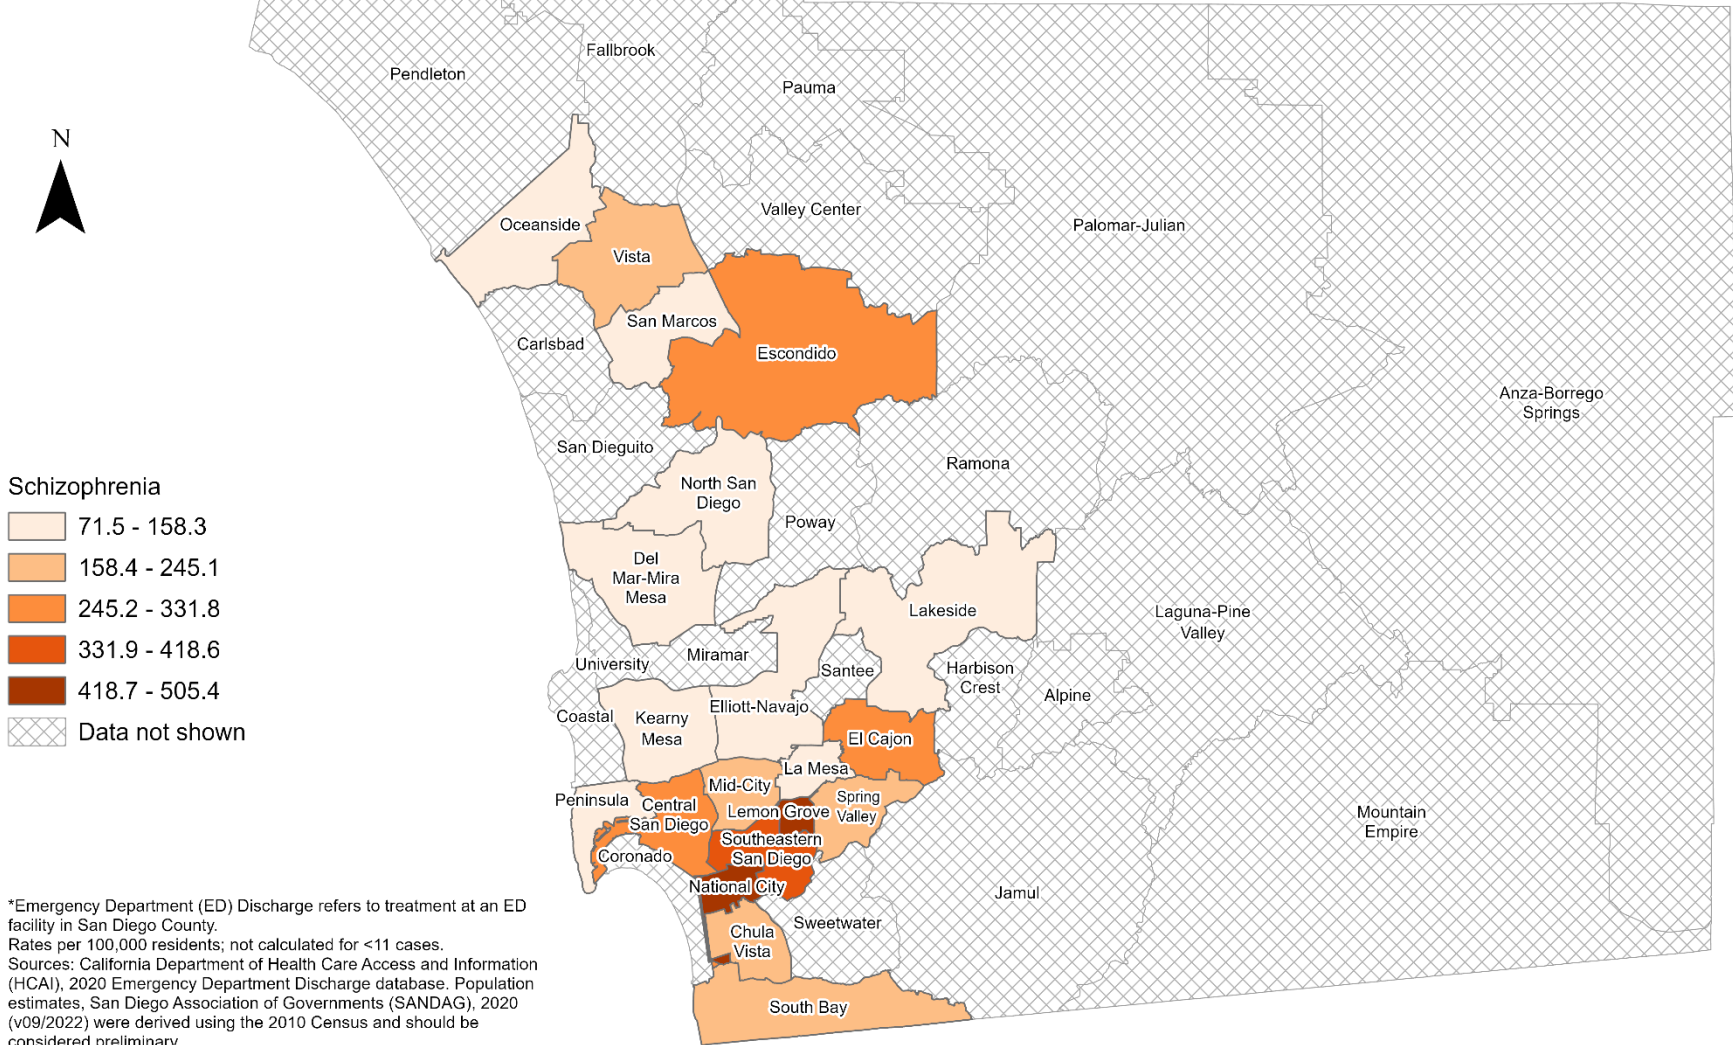 Fallbrook
Pendleton
Pauma
N
Valley Center
Oceanside
Palomar-Julian
Vista
San Marcos
Carlsbad
Escondido
Anza-Borrego
Springs
San Dieguito
Ramona
North San
Diego
Poway
Schizophrenia
71.5 - 158.3
158.4 - 245.1
245.2 - 331.8
331.9 - 418.6
418.7 - 505.4
Data not shown
Del
Mar-Mira
Mesa
Lakeside
Laguna-Pine
Valley
University
Miramar
Santee
Harbison
Crest
Alpine
Coastal
Kearny
Mesa
Elliott-Navajo
El Cajon
La Mesa
Mid-City
Peninsula
Central
San Diego
Lemon Grove
Spring
Valley
Mountain
Empire
Southeastern
San Diego
Coronado
National City
Jamul
Sweetwater
Chula
Vista
South Bay
*Emergency Department (ED) Discharge refers to treatment at an ED
facility in San Diego County.
Rates per 100,000 residents; not calculated for <11 cases.
Sources: California Department of Health Care Access and Information
(HCAI), 2020 Emergency Department Discharge database. Population
estimates, San Diego Association of Governments (SANDAG), 2020
(v09/2022) were derived using the 2010 Census and should be
considered preliminary